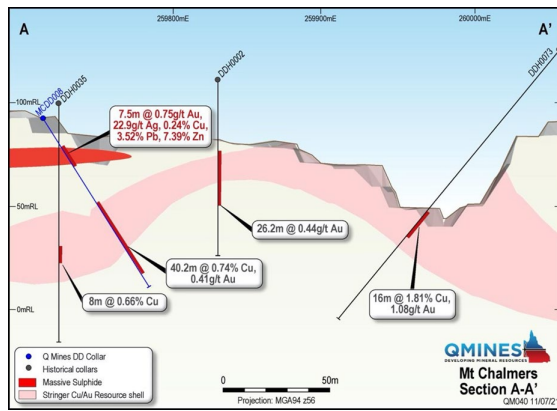 A
A'
259800mE
259900mE
260000mE
MCDD008
DDH0035
DDH0002
DDH0073
100mRL
50mRL
0mRL
7.5m @ 0.75g/t Au,
22.9g/t Ag, 0.24% Cu,
3.52% Pb, 7.39% Zn
26.2m @ 0.44g/t Au
40.2m @ 0.74% Cu,
0.41g/t Au
8m @ 0.66% Cu
16m @ 1.81% Cu,
1.08g/t Au
Q Mines DD Collar
Historical collars
Massive Sulphide
Stringer Cu/Au Resource shell
0
50m
Projection: MGA94 z56
QMINES
DEVELOPING MINERAL RESOURCES
Mt Chalmers
Section A-A'
QM040 11/07/2